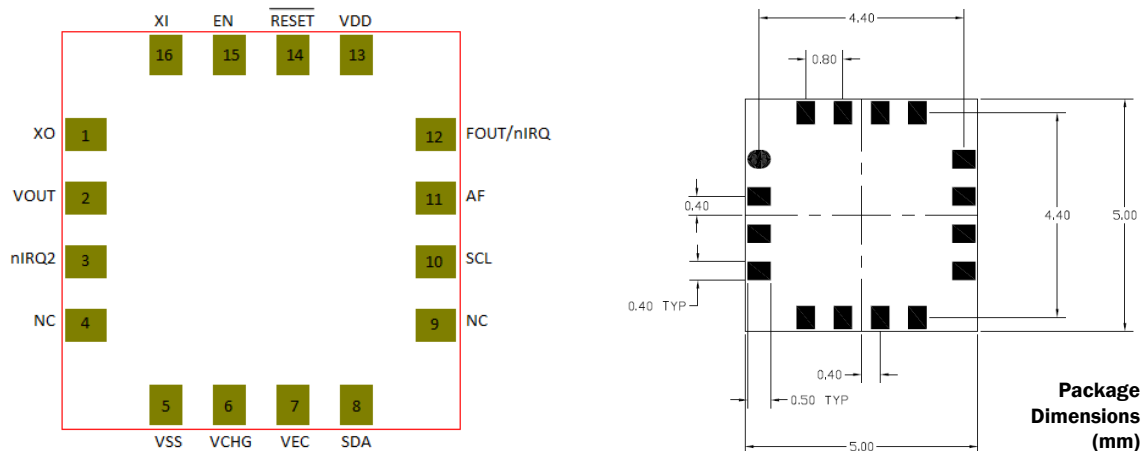 XI EN RESET VDD
16 15 14 13
XO 1 12 FOUT/nIRQ
VOUT 2 11 AF
nIRQ2 3 10 SCL
NC 4 9 NC
5 6 7 8
VSS VCHG VEC SDA
4.40
0.80
0.40
4.40
5.00
0.40 TYP
0.40
0.50 TYP
5.00
Package
Dimensions
(mm)